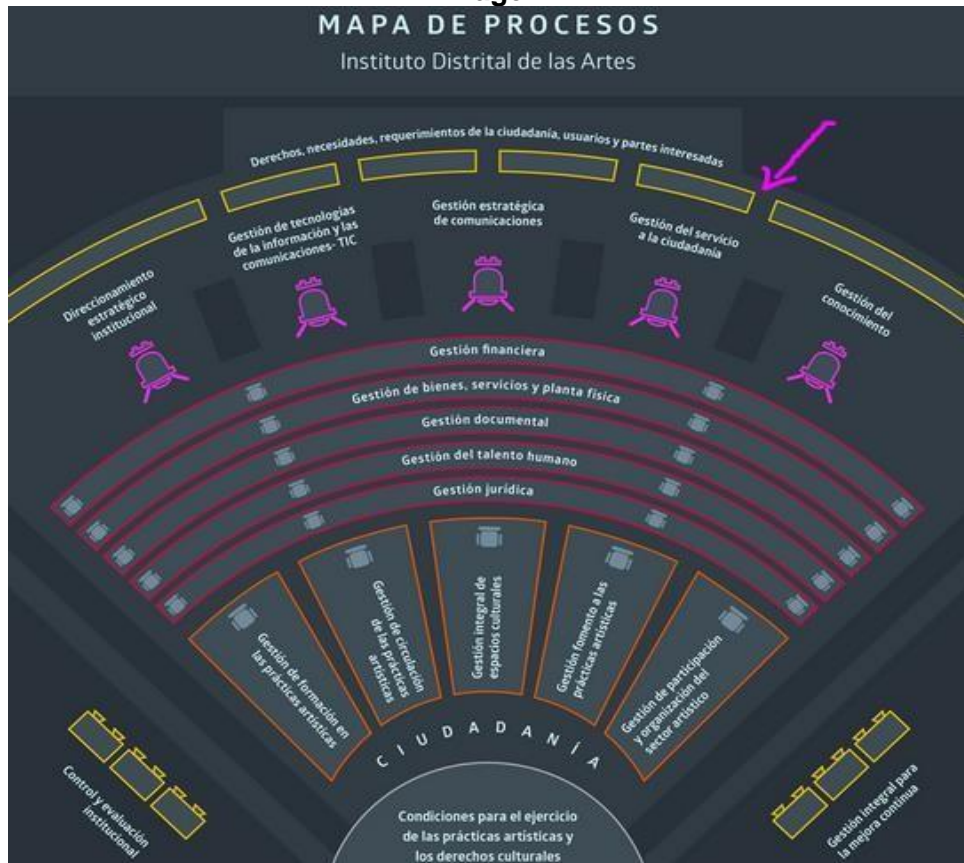 MAPA DE PROCESOS
Instituto Distrital de las Artes
Derechos, necesidades, requerimientos de la ciudadanía, usuarios y partes interesadas
Direccionamiento
estratégico
institucional
Gestión de tecnologías
de la información y las
comunicaciones- TIC
Gestión estratégica
de comunicaciones
Gestión del servicio
a la ciudadanía
Gestión del
conocimiento
Gestión financiera
Gestión de bienes, servicios y planta física
Gestión documental
Gestión del talento humano
Gestión jurídica
Gestión de formación en
las prácticas artísticas
Gestión de circulación
de las prácticas
artísticas
Gestión integral de
espacios culturales
Gestión fomento a las
prácticas artísticas
Gestión de participación
y organización del
sector artístico
CIUDADANÍA
Control y evaluación
institucional
Gestión integral para
la mejora continua
Condiciones para el ejercicio
de las prácticas artísticas y
los derechos culturales